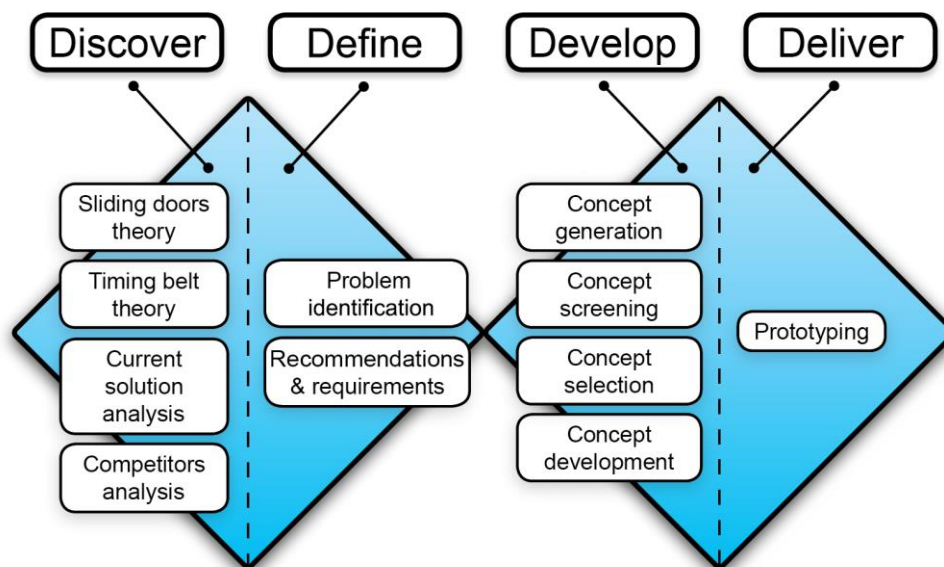 Discover
Define
Develop
Deliver
Sliding doors
theory
Timing belt
theory
Current
solution
analysis
Competitors
analysis
Problem
identification
Recommendations
& requirements
Concept
generation
Concept
screening
Concept
selection
Concept
development
Prototyping